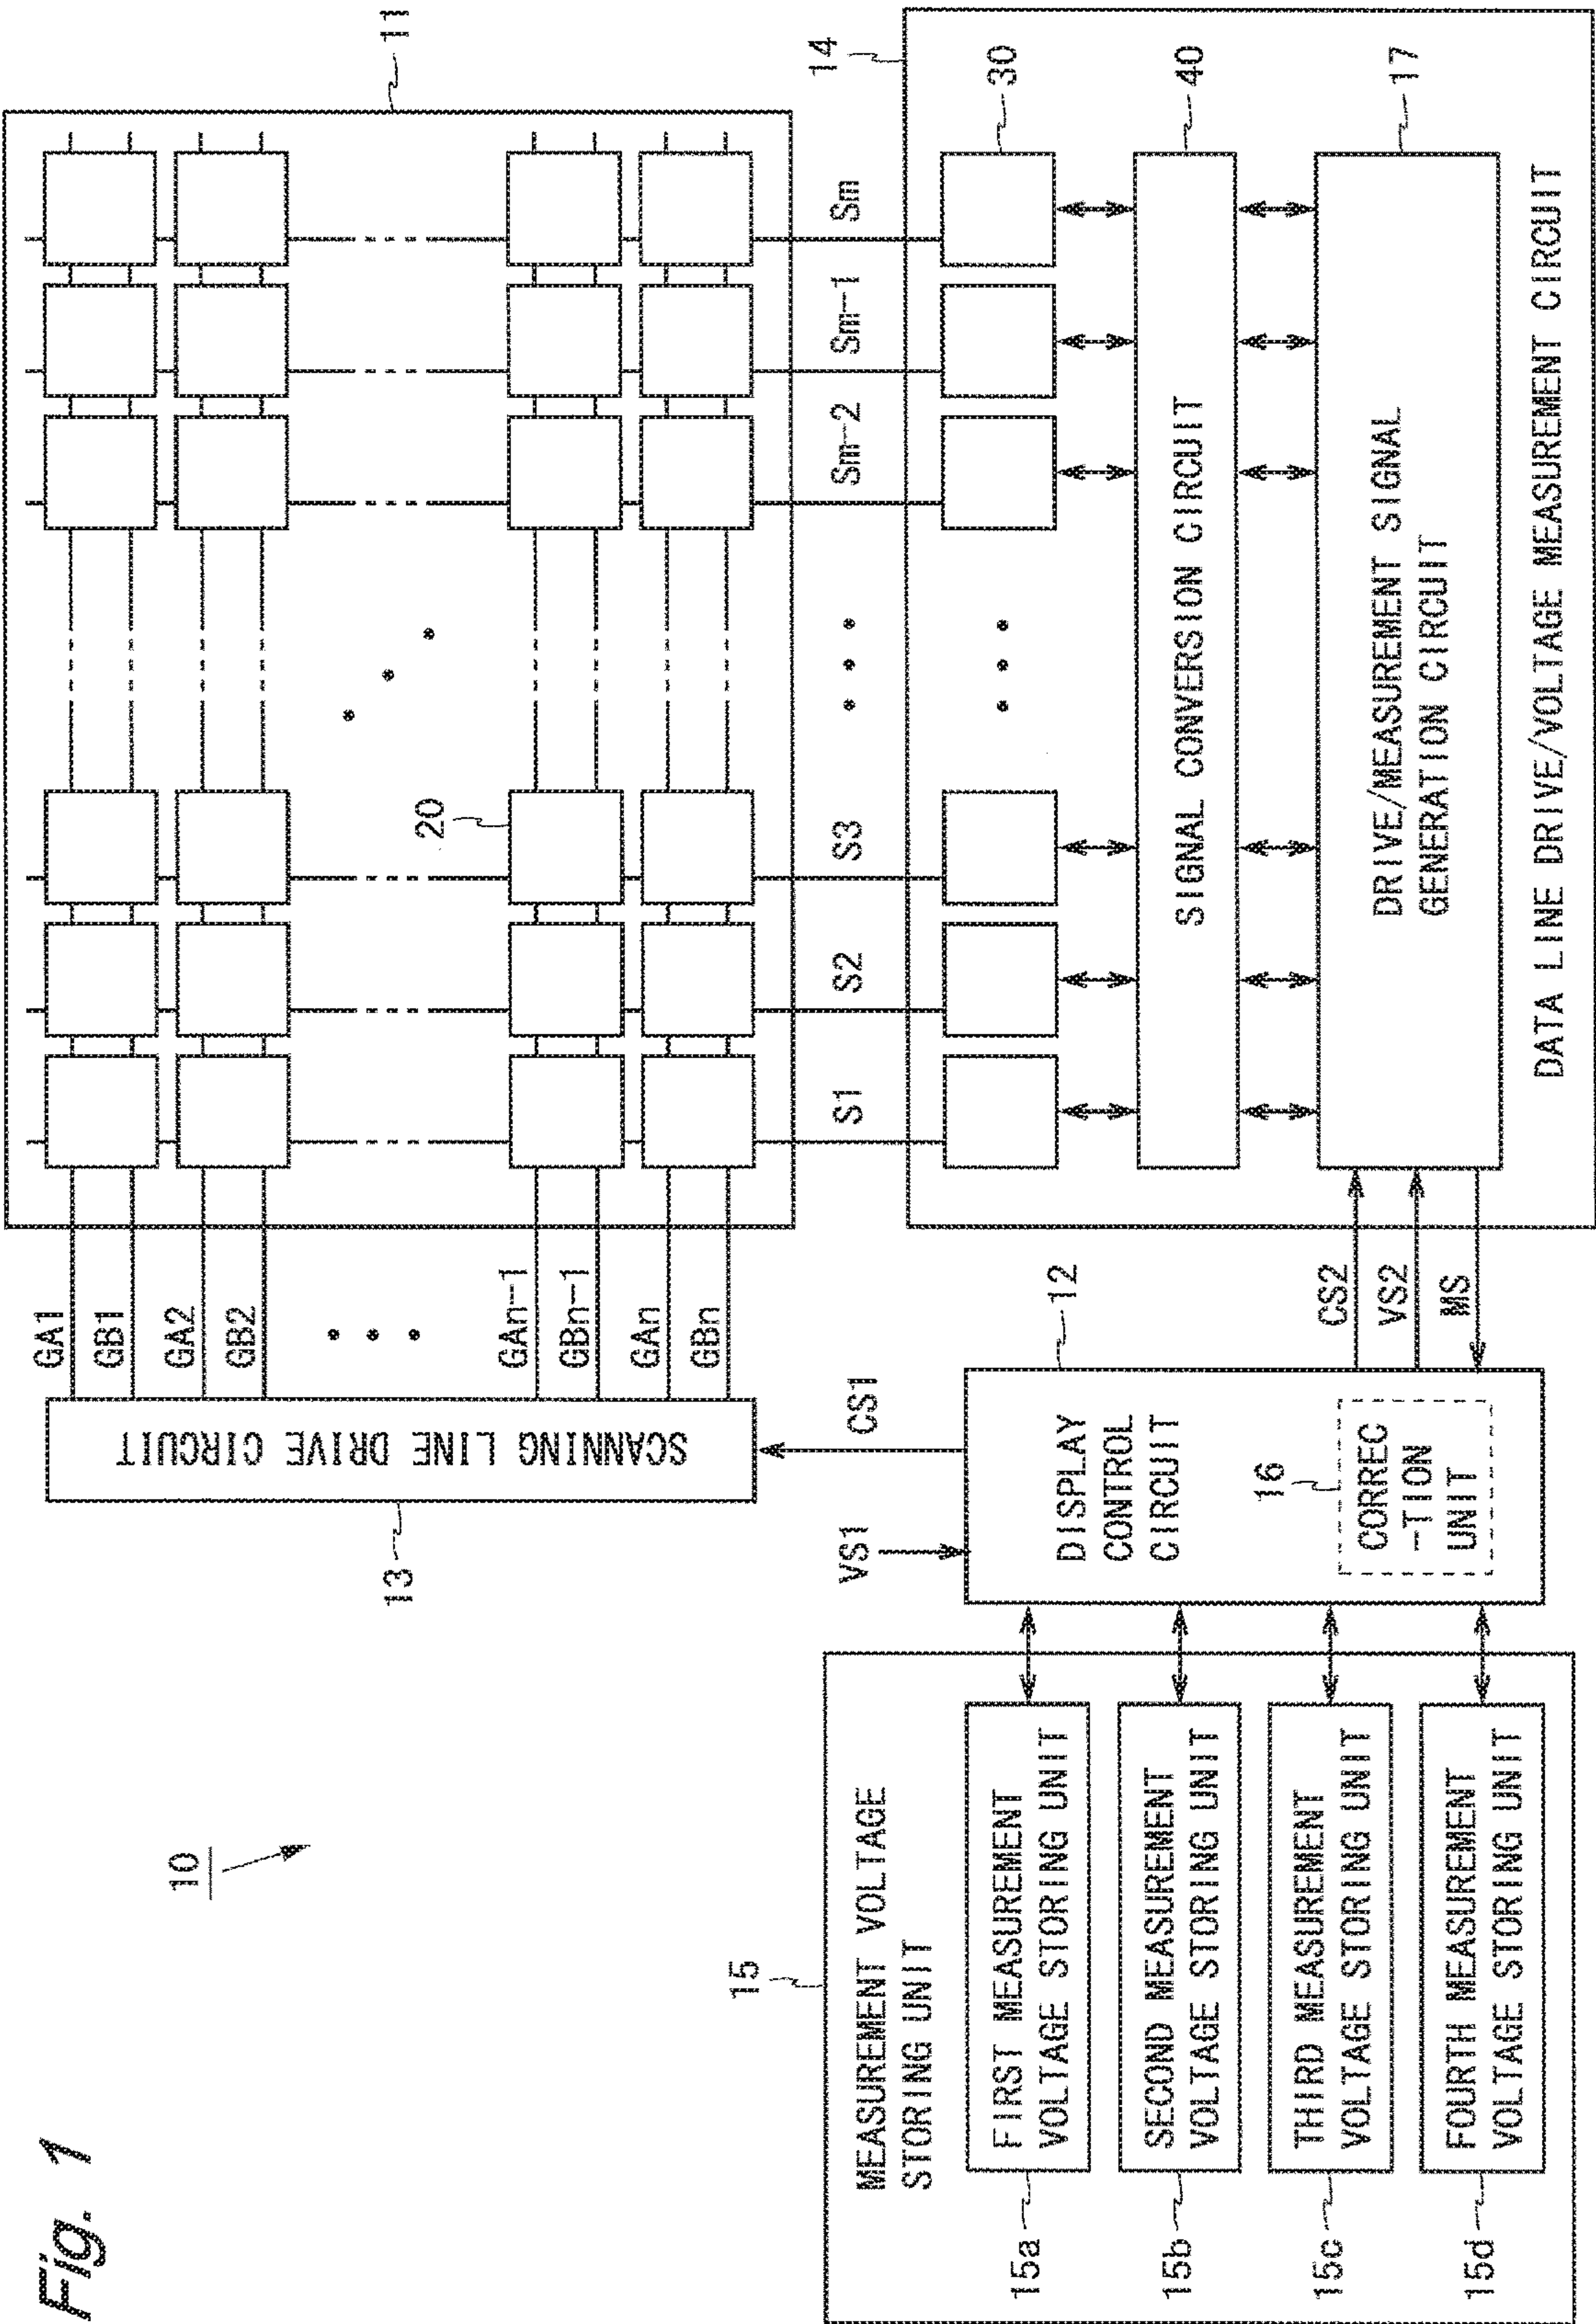 Fig. 1
10
11
GA1
GB1
GA2
GB2
GAn-1
GBn-1
GAn
GBn
SCANNING LINE DRIVE CIRCUIT
13
20
S1
S2
S3
Sm-2
Sm-1
Sm
14
30
SIGNAL CONVERSION CIRCUIT
40
DRIVE/MEASUREMENT SIGNAL
GENERATION CIRCUIT
17
DATA LINE DRIVE/VOLTAGE MEASUREMENT CIRCUIT
VS1
CS1
12
DISPLAY
CONTROL
CIRCUIT
16
CORREC
-TION
UNIT
CS2
VS2
MS
15
MEASUREMENT VOLTAGE
STORING UNIT
15a
FIRST MEASUREMENT
VOLTAGE STORING UNIT
15b
SECOND MEASUREMENT
VOLTAGE STORING UNIT
15c
THIRD MEASUREMENT
VOLTAGE STORING UNIT
15d
FOURTH MEASUREMENT
VOLTAGE STORING UNIT